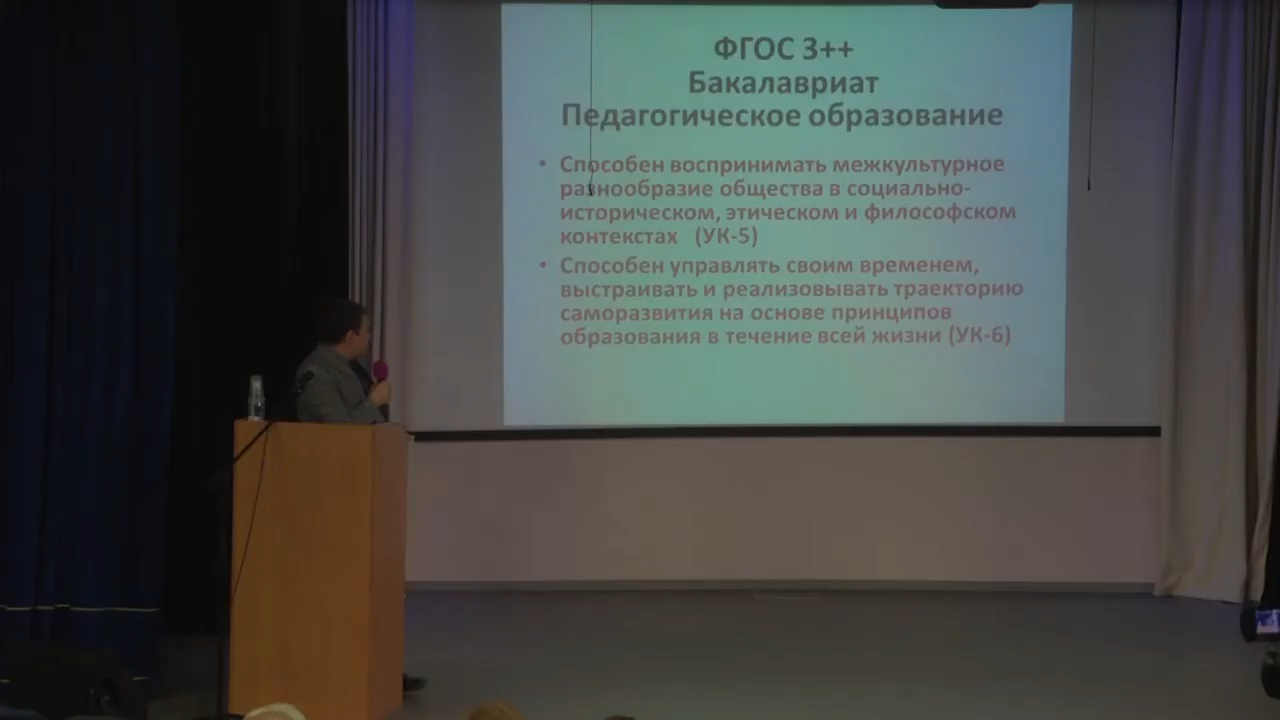 ФГОС 3++
Бакалавриат
Педагогическое образование
• Способен воспринимать межкультурное
разнообразие общества в социально-
историческом, этическом и философском
контекстах (УК-5)
• Способен управлять своим временем,
выстраивать и реализовывать траекторию
саморазвития на основе принципов
образования в течение всей жизни (УК-6)